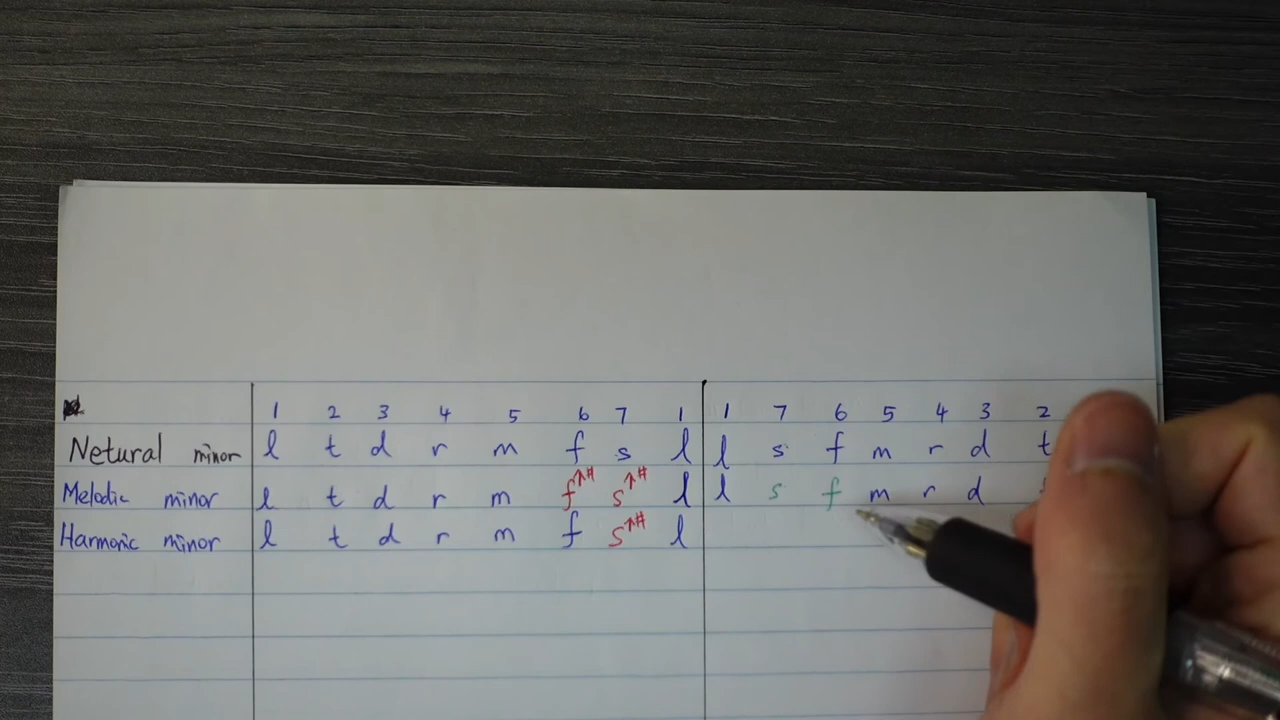 1 2 3 4 5 6 7 1 1 7 6 5 4 3 2
Netural minor l t d r m f s l l s f m r d t
Melodic minor l t d r m f↑# s↑# l l s f m r d
Harmonic minor l t d r m f s↑# l